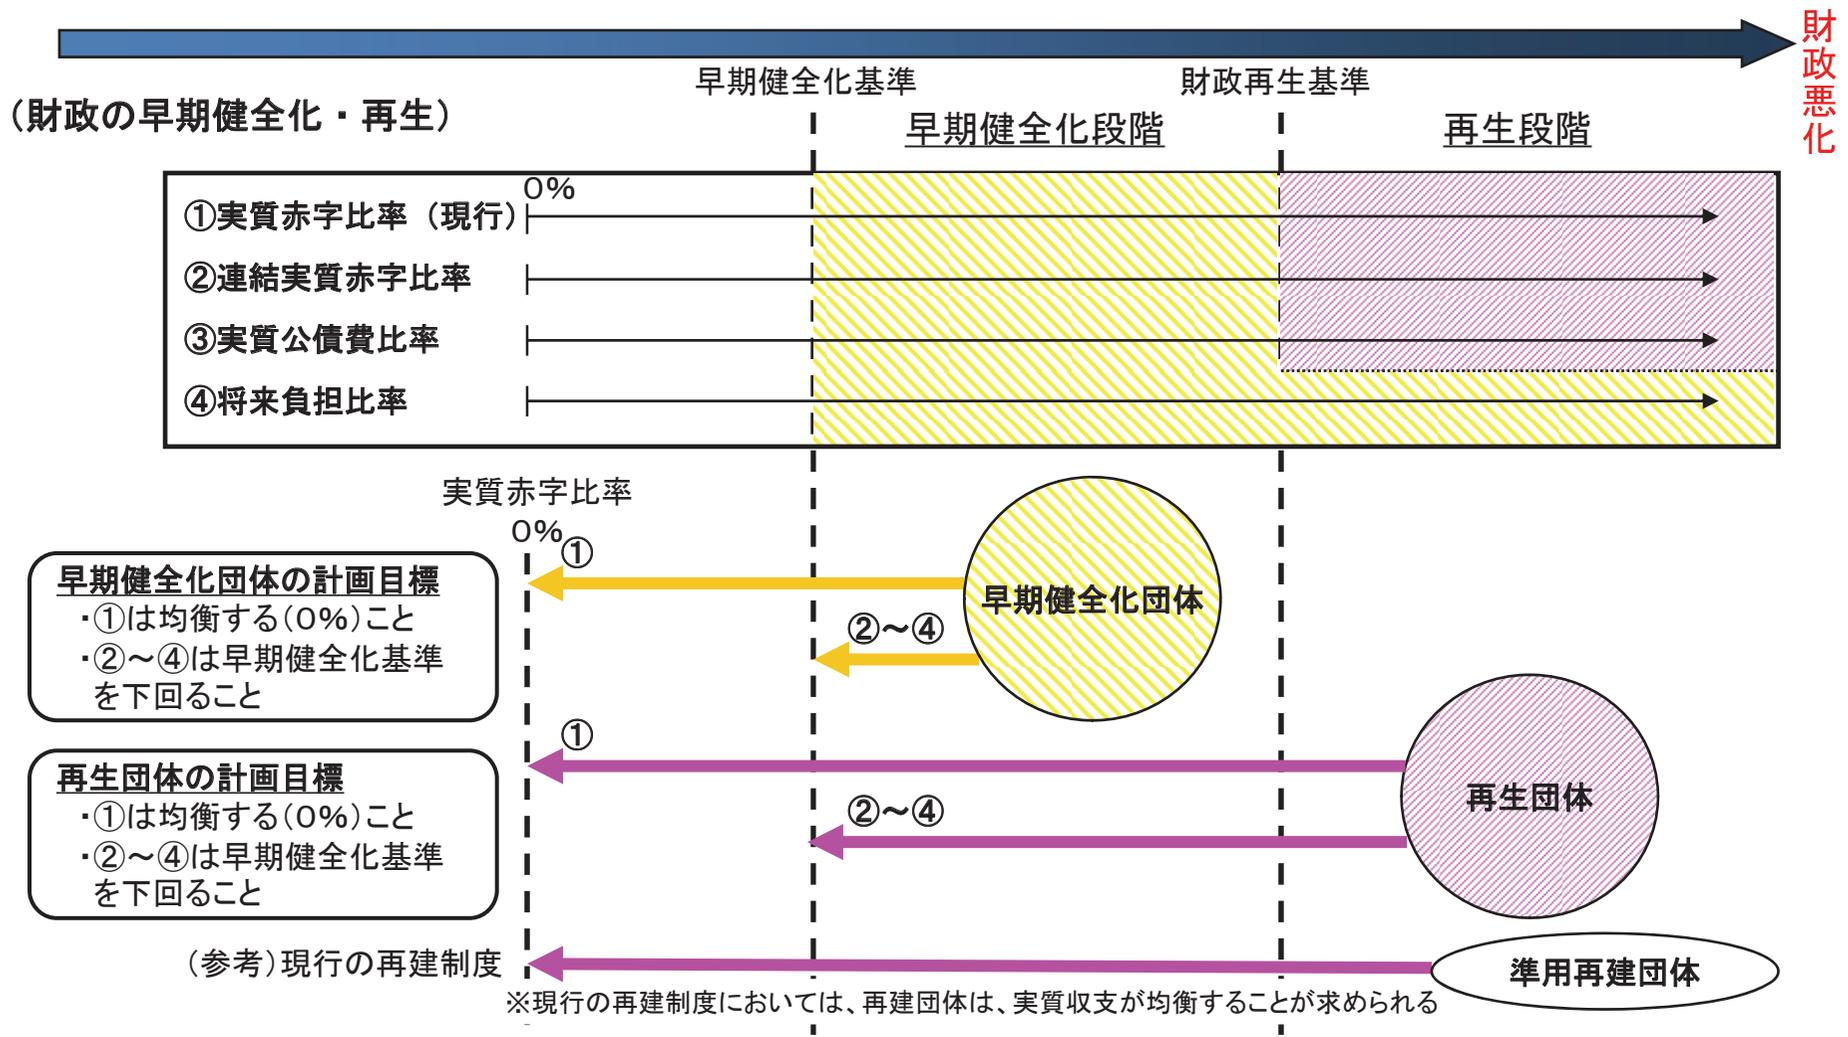 財政悪化
早期健全化基準
財政再生基準
（財政の早期健全化・再生）
早期健全化段階
再生段階
0%
①実質赤字比率（現行）
②連結実質赤字比率
③実質公債費比率
④将来負担比率
実質赤字比率
0%
①
早期健全化団体
②～④
早期健全化団体の計画目標
・①は均衡する(0%)こと
・②～④は早期健全化基準
を下回ること
①
再生団体
②～④
再生団体の計画目標
・①は均衡する(0%)こと
・②～④は早期健全化基準
を下回ること
（参考）現行の再建制度
準用再建団体
※現行の再建制度においては、再建団体は、実質収支が均衡することが求められる